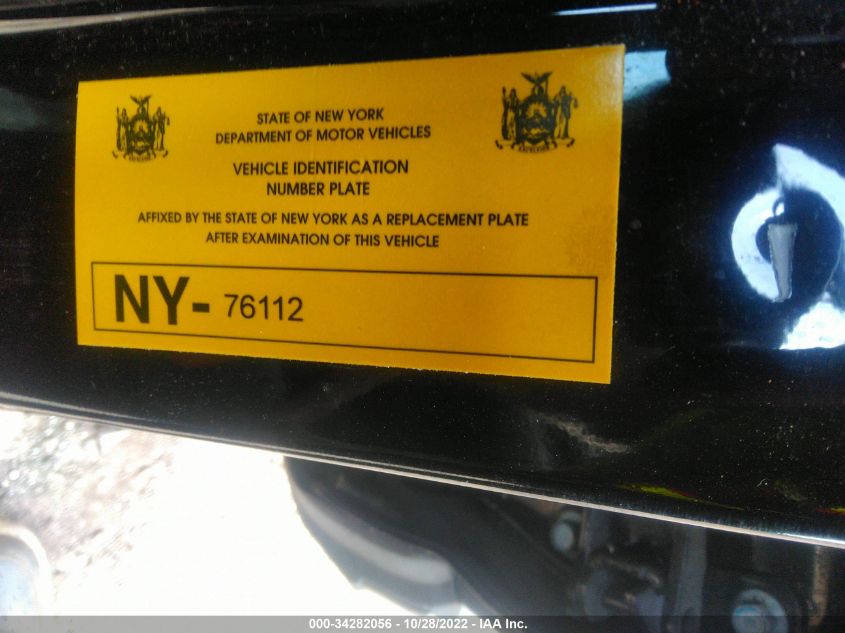 STATE OF NEW YORK
DEPARTMENT OF MOTOR VEHICLES
VEHICLE IDENTIFICATION
NUMBER PLATE
AFFIXED BY THE STATE OF NEW YORK AS A REPLACEMENT PLATE
AFTER EXAMINATION OF THIS VEHICLE
NY- 76112
000-34282056 - 10/28/2022 - IAA Inc.